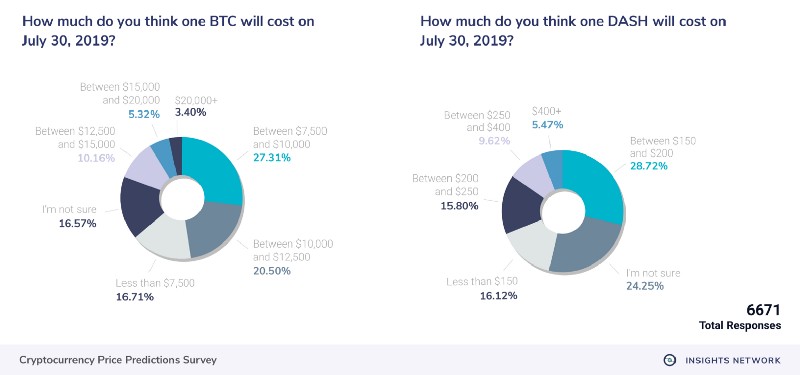 How much do you think one BTC will cost on
July 30, 2019?
Between $15,000
and $20,000
5.32%
$20,000+
3.40%
Between $12,500
and $15,000
10.16%
Between $7,500
and $10,000
27.31%
I'm not sure
16.57%
Between $10,000
and $12,500
20.50%
Less than $7,500
16.71%
How much do you think one DASH will cost on
July 30, 2019?
Between $250
and $400
9.62%
$400+
5.47%
Between $150
and $200
28.72%
Between $200
and $250
15.80%
Less than $150
16.12%
I'm not sure
24.25%
6671
Total Responses
Cryptocurrency Price Predictions Survey
INSIGHTS NETWORK